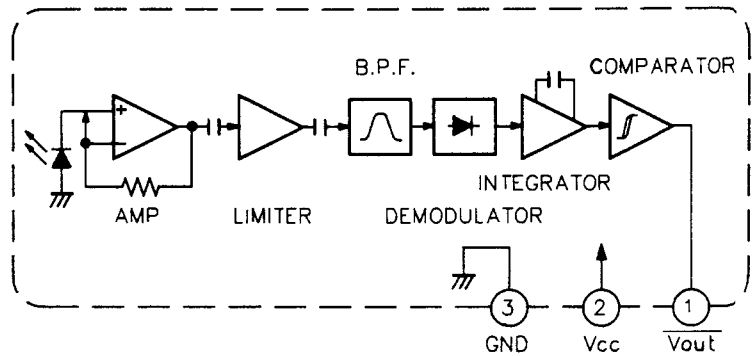 B.P.F.
COMPARATOR
+
−
INTEGRATOR
AMP
LIMITER
DEMODULATOR
3
2
1
GND
Vcc
Vout